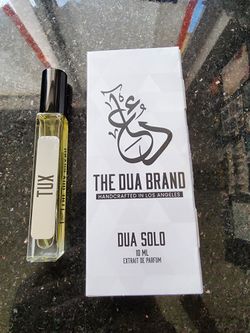 TUX
THE DUA BRAND
HANDCRAFTED IN LOS ANGELES
DUA SOLO
10 ML
EXTRAIT DE PARFUM